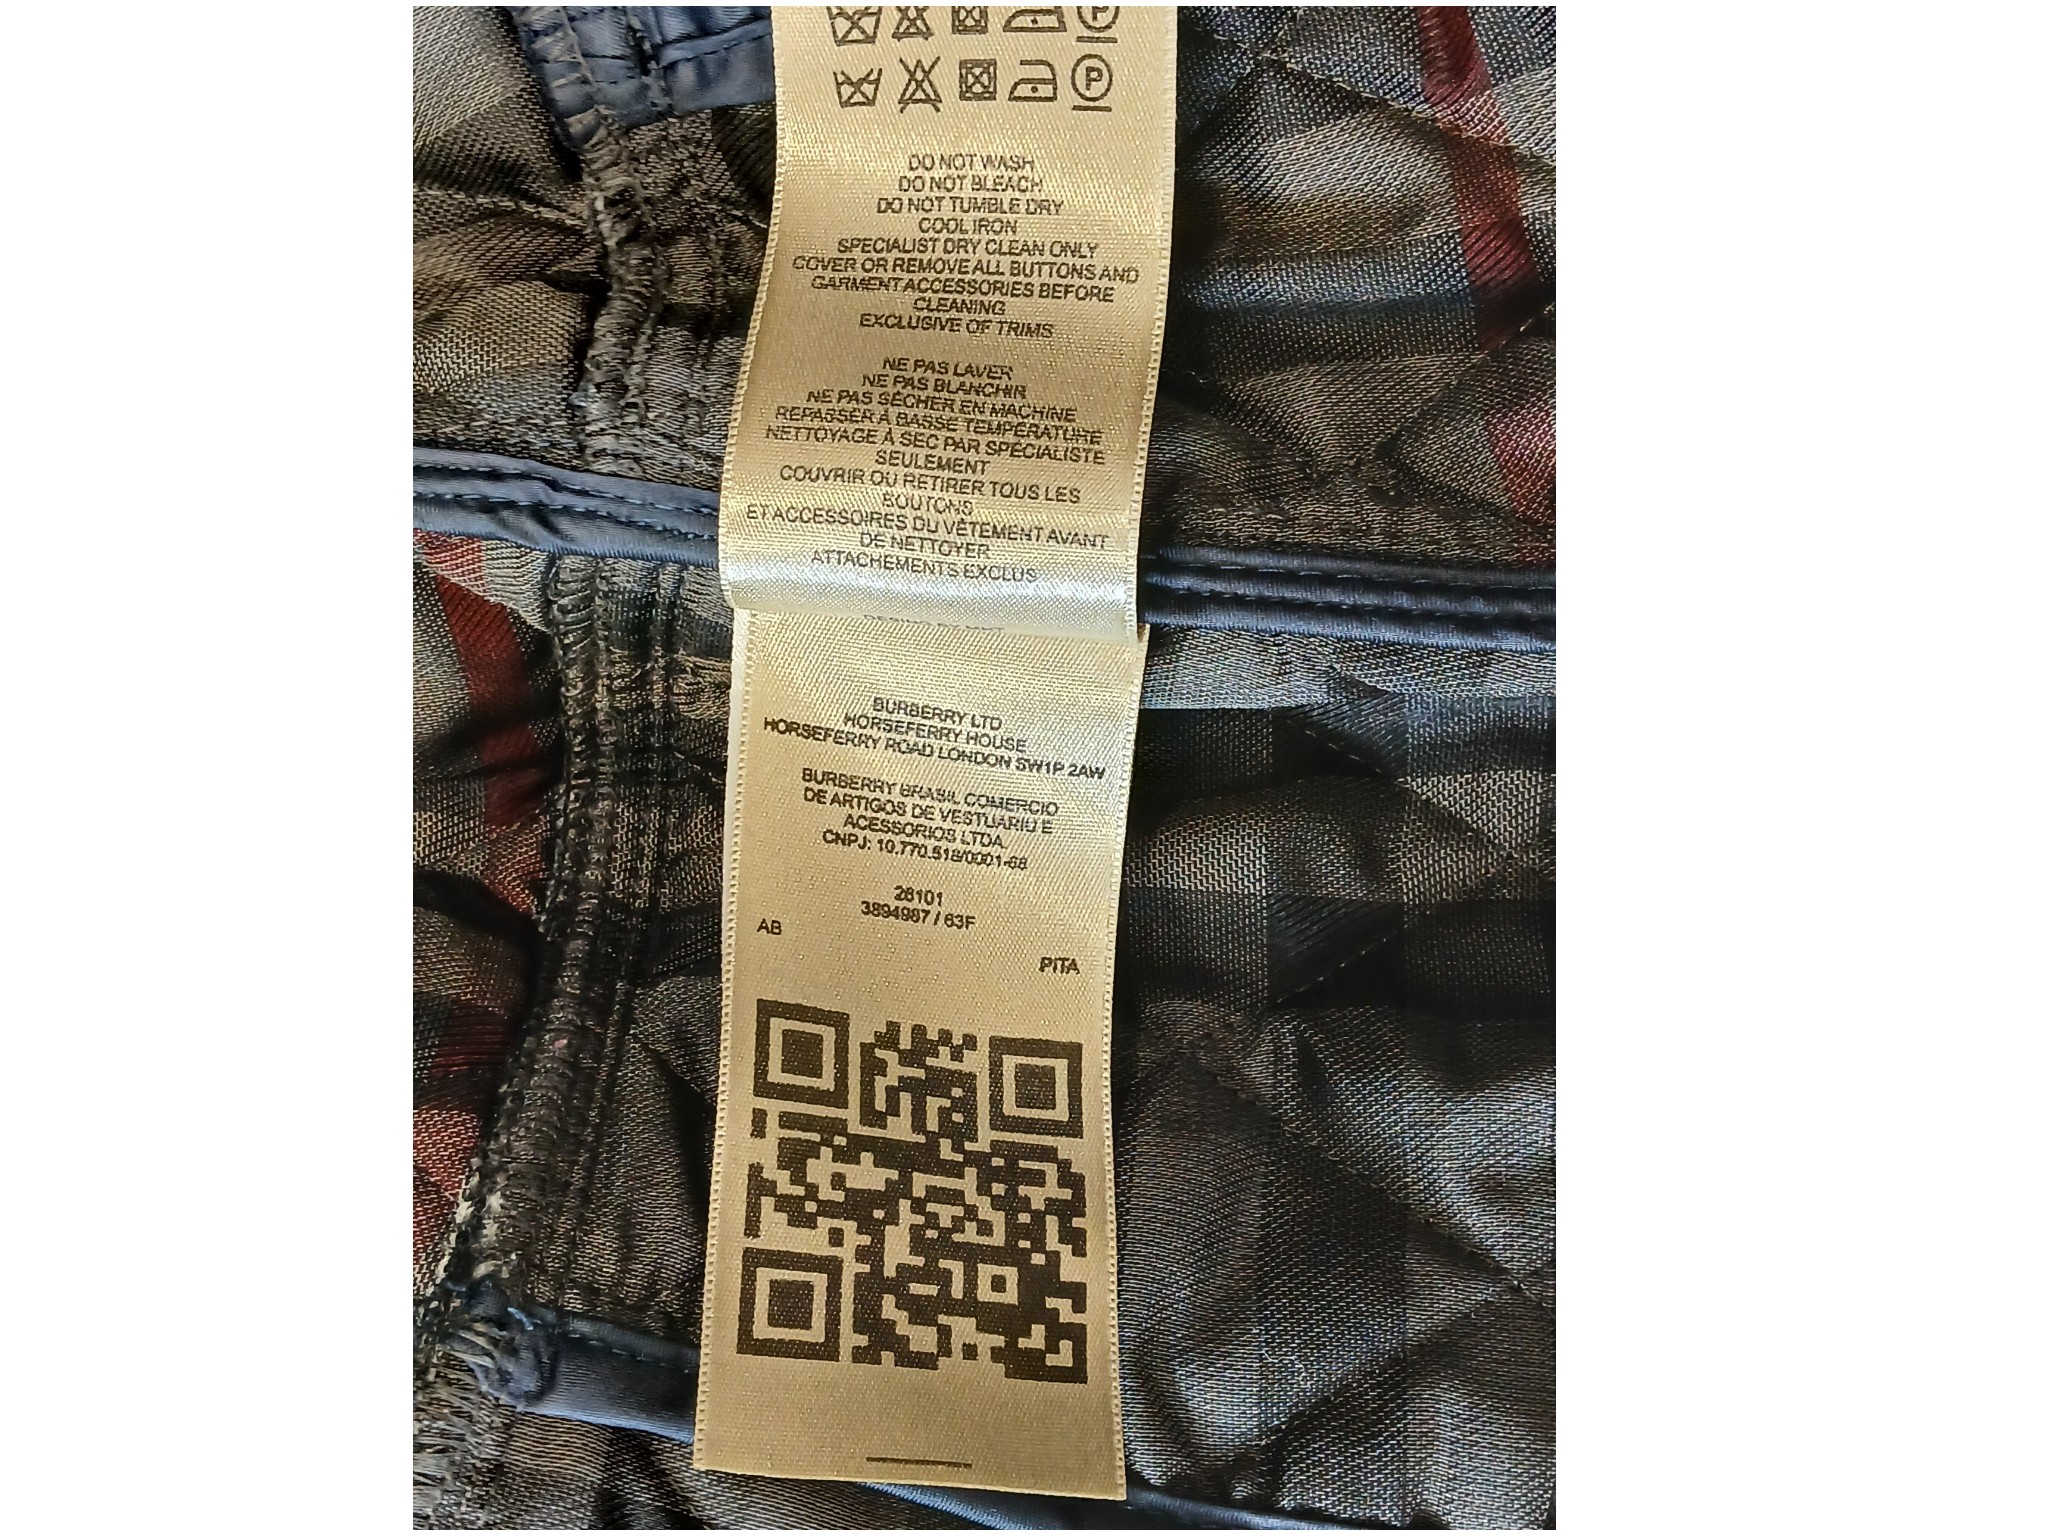 P
P
DO NOT WASH
DO NOT BLEACH
DO NOT TUMBLE DRY
COOL IRON
SPECIALIST DRY CLEAN ONLY
COVER OR REMOVE ALL BUTTONS AND
GARMENT ACCESSORIES BEFORE
CLEANING
EXCLUSIVE OF TRIMS
NE PAS LAVER
NE PAS BLANCHIR
NE PAS SÉCHER EN MACHINE
REPASSER À BASSE TEMPÉRATURE
NETTOYAGE À SEC PAR SPÉCIALISTE
SEULEMENT
COUVRIR OU RETIRER TOUS LES
BOUTONS
ET ACCESSOIRES DU VÊTEMENT AVANT
DE NETTOYER
ATTACHEMENTS EXCLUS
BURBERRY LTD
HORSEFERRY HOUSE
HORSEFERRY ROAD LONDON SW1P 2AW
BURBERRY BRASIL COMERCIO
DE ARTIGOS DE VESTUARIO E
ACESSORIOS LTDA
CNPJ: 10.770.518/0001-68
26101
3894987 / 63F
AB
PITA